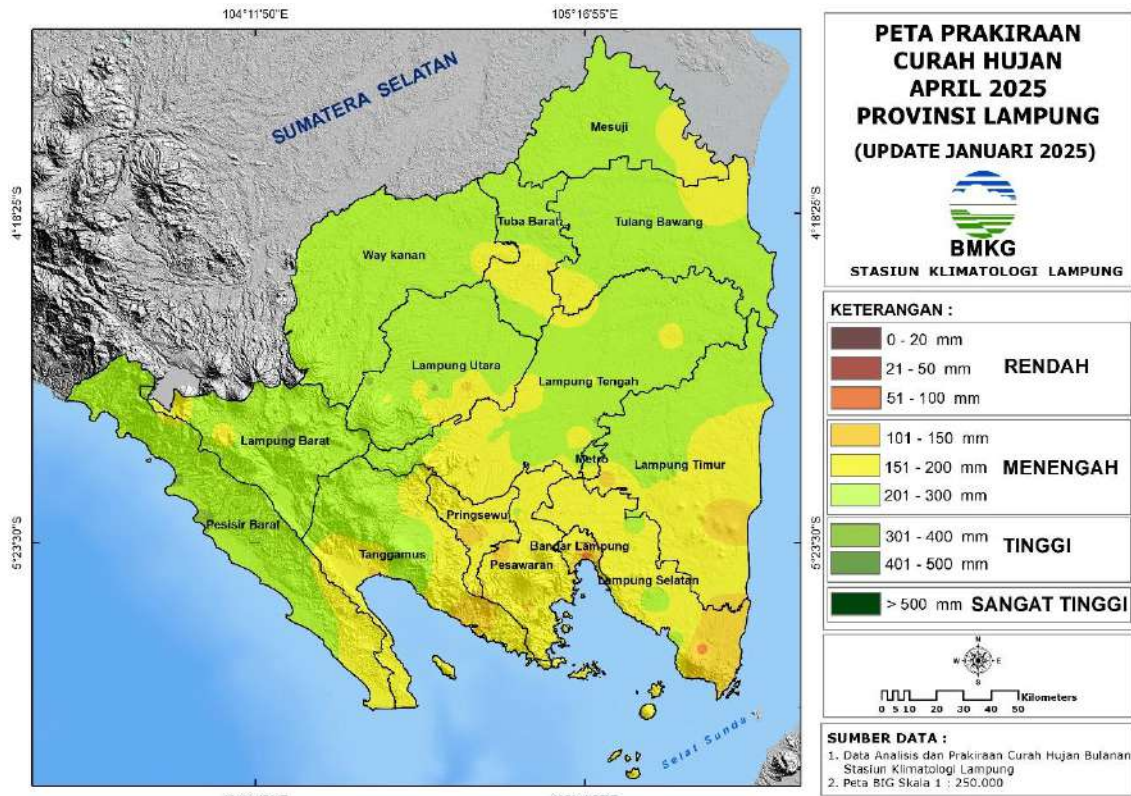 104°11'50"E
105°16'55"E
4°18'25"S
4°18'25"S
5°23'30"S
5°23'30"S
SUMATERA SELATAN
Mesuji
Tuba Barat
Tulang Bawang
Way kanan
Lampung Utara
Lampung Tengah
Lampung Barat
Metro
Lampung Timur
Pesisir Barat
Pringsewu
Tanggamus
Bandar Lampung
Pesawaran
Lampung Selatan
Selat Sunda
PETA PRAKIRAAN
CURAH HUJAN
APRIL 2025
PROVINSI LAMPUNG
(UPDATE JANUARI 2025)
BMKG
STASIUN KLIMATOLOGI LAMPUNG
KETERANGAN :
0 - 20 mm
21 - 50 mm
51 - 100 mm
RENDAH
101 - 150 mm
151 - 200 mm
201 - 300 mm
MENENGAH
301 - 400 mm
401 - 500 mm
TINGGI
> 500 mm SANGAT TINGGI
N
W E
S
Kilometers
0 5 10 20 30 40 50
SUMBER DATA :
1. Data Analisis dan Prakiraan Curah Hujan Bulanan
Stasiun Klimatologi Lampung
2. Peta BIG Skala 1 : 250.000